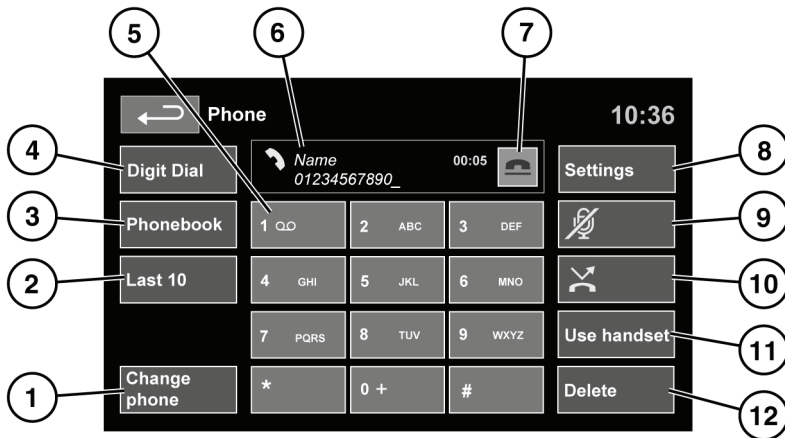 5
6
7
Phone
10:36
4
Digit Dial
Name
00:05
01234567890_
Settings
8
3
Phonebook
1
2 ABC
3 DEF
9
2
Last 10
4 GHI
5 JKL
6 MNO
10
7 PQRS
8 TUV
9 WXYZ
Use handset
11
1
Change
phone
*
0 +
#
Delete
12